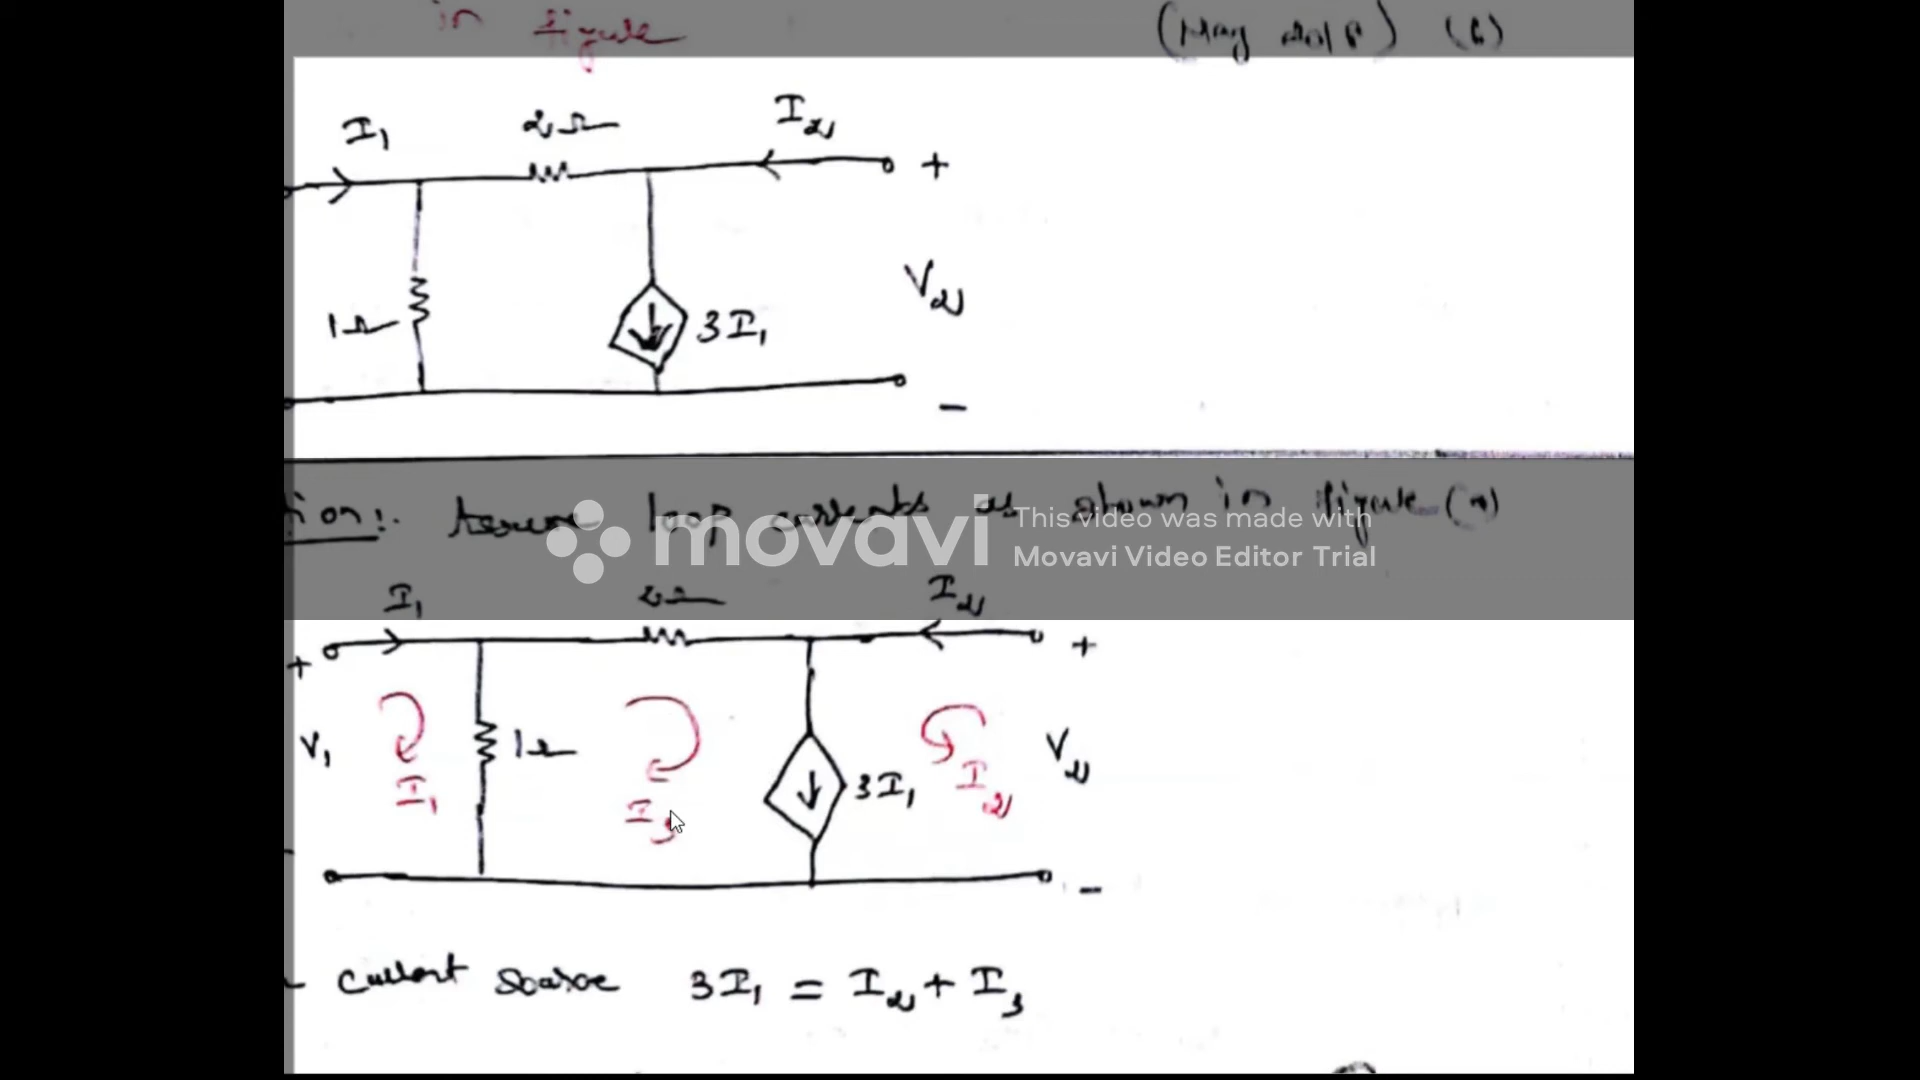 in figure (May 2018) (6)
I₁ 2Ω I₂ +
1Ω 3I₁ V₂
-
tion:. Assume loop currents as shown in figure (a)
movavi This video was made with
Movavi Video Editor Trial
I₁ 2Ω I₂
+ +
V₁ I₁ 1Ω I₃ 3I₁ I₂ V₂
-
current source 3I₁ = I₂ + I₃